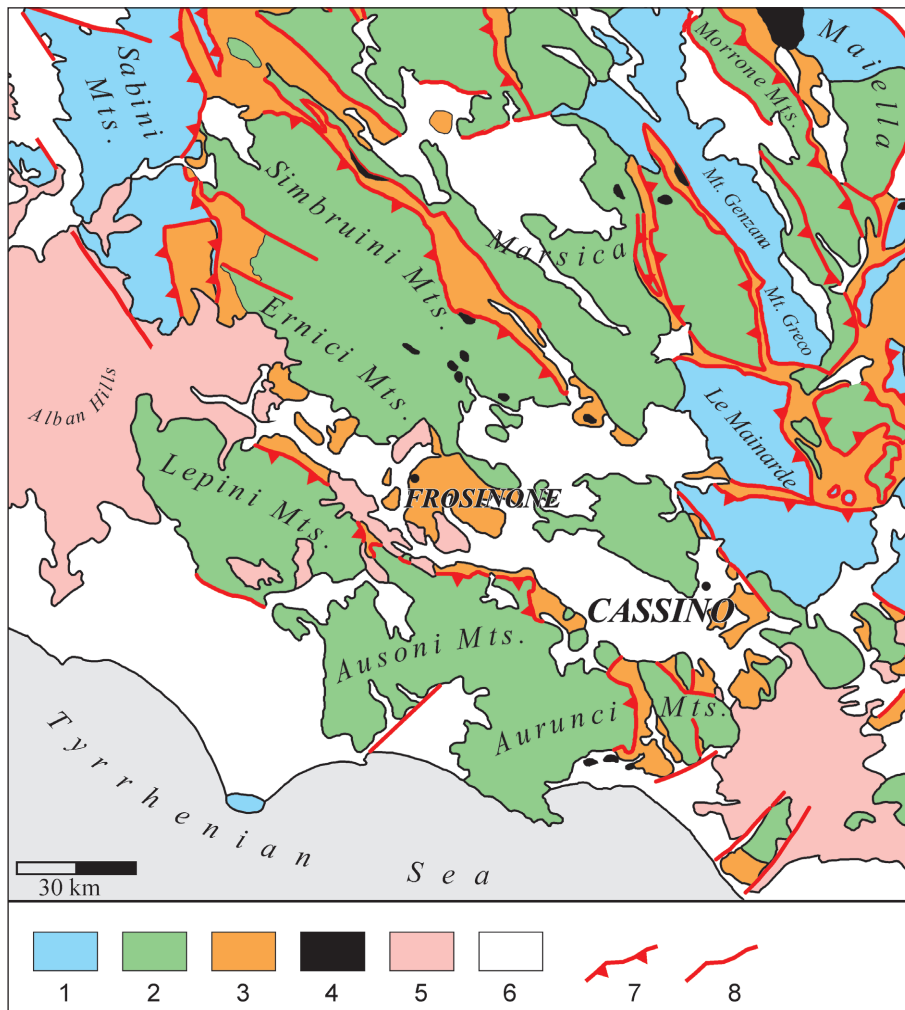 Sabini
Mts.
Maiella
Morrone Mts.
Simbruini Mts.
Marsica
Mt. Genzana
Mt. Greco
Ernici Mts.
Alban Hills
Le Mainarde
Lepini Mts.
FROSINONE
CASSINO
Ausoni Mts.
Aurunci Mts.
Tyrrhenian Sea
30 km
1 2 3 4 5 6 7 8